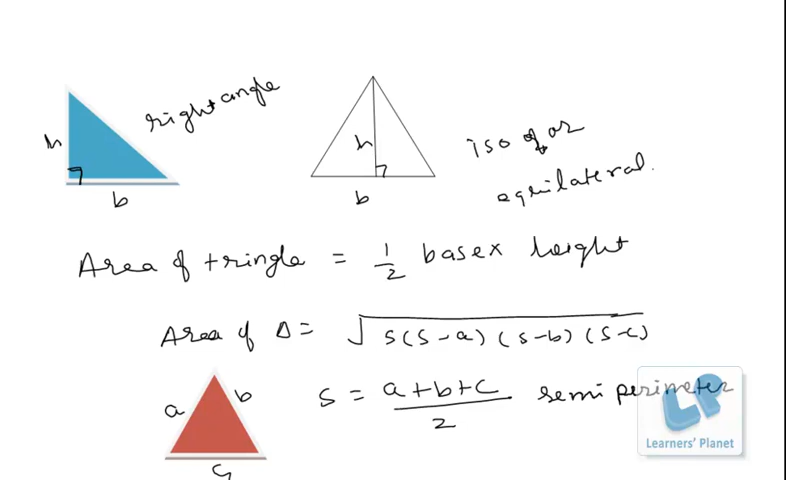 right angle
h
b
h
b
iso of or
equilateral.
Area of tringle = 1/2 base x height
Area of Δ = √s(s-a)(s-b)(s-c)
a
b
c
s = a+b+c/2 semi perimeter
LP
Learners' Planet